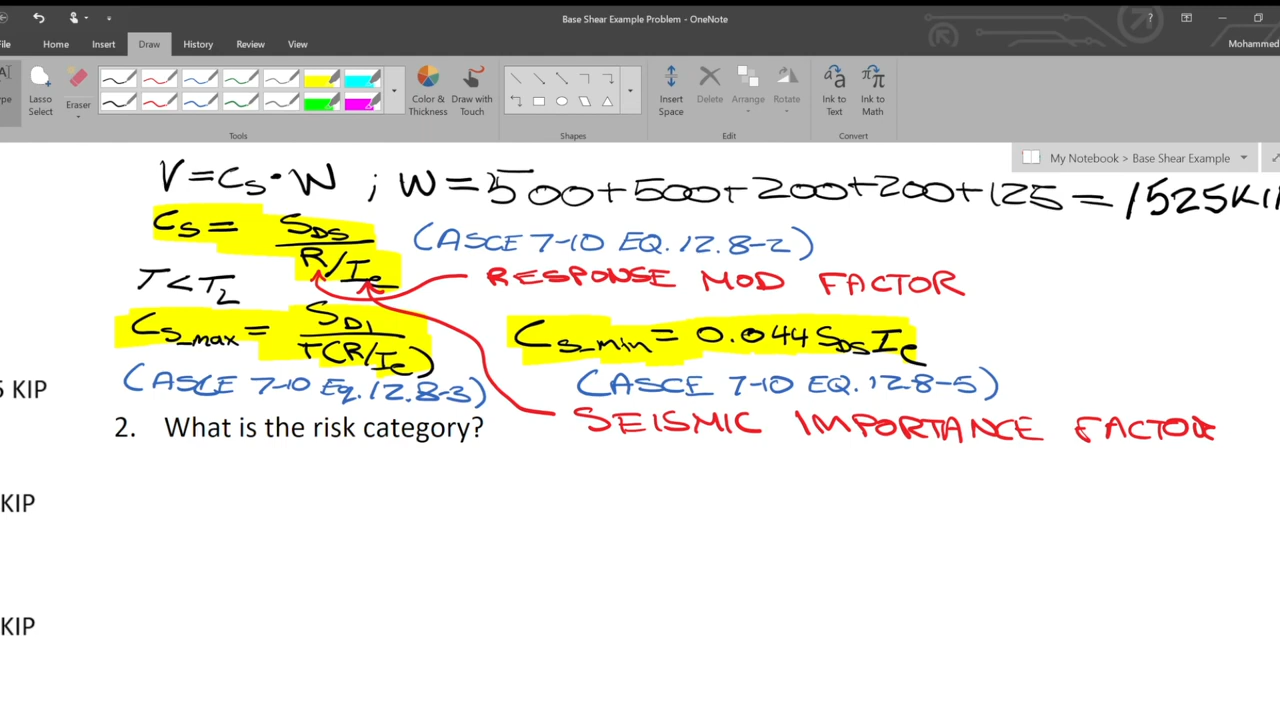 Base Shear Example Problem - OneNote
File Home Insert Draw History Review View Mohammed
Lasso Select Eraser Color & Thickness Draw with Touch Insert Space Delete Arrange Rotate Ink to Text Ink to Math
Tools Shapes Edit Convert
My Notebook > Base Shear Example
V = Cs · W ; W = 500+500+200+200+125 = 1525KI
Cs = SDS / R/Ie (ASCE 7-10 EQ. 12.8-2)
T < TL RESPONSE MOD FACTOR
Cs_max = SD1 / T(R/Ie) Cs_min = 0.044 SDS Ie
(ASCE 7-10 Eq. 12.8-3) (ASCE 7-10 EQ. 12.8-5)
5 KIP
2. What is the risk category? SEISMIC IMPORTANCE FACTOR
KIP
KIP